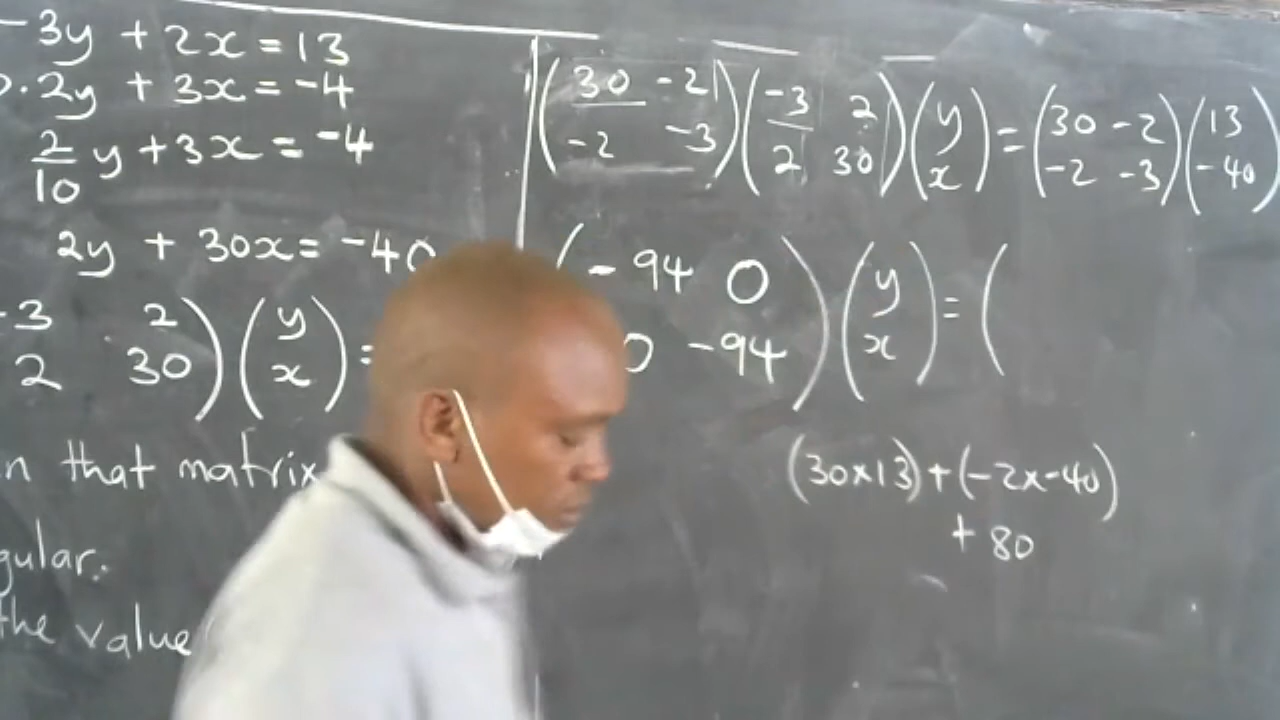 -3y + 2x = 13
0.2y + 3x = -4
2/10 y + 3x = -4
2y + 30x = -40
(-3 2) (y) =
(2 30) (x)
n that matrix
gular.
the value
(30 -2) (-3 2) (y) = (30 -2) (13)
(-2 -3) (2 30) (x) (-2 -3) (-40)
(-94 0) (y) = (
(0 -94) (x)
(30x13) + (-2x-40)
+ 80